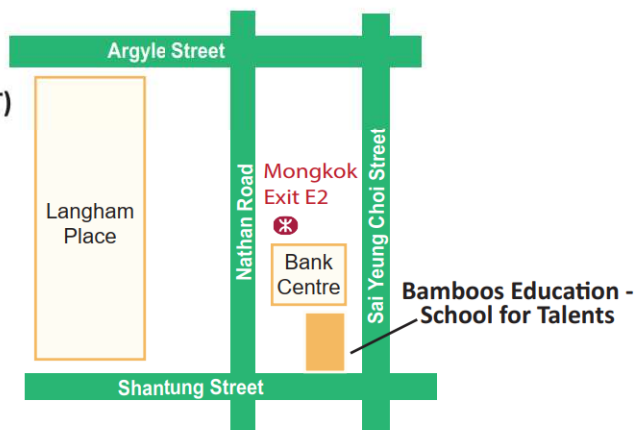 Argyle Street
T)
Nathan Road
Sai Yeung Choi Street
Mongkok
Exit E2
Langham
Place
Bank
Centre
Bamboos Education -
School for Talents
Shantung Street